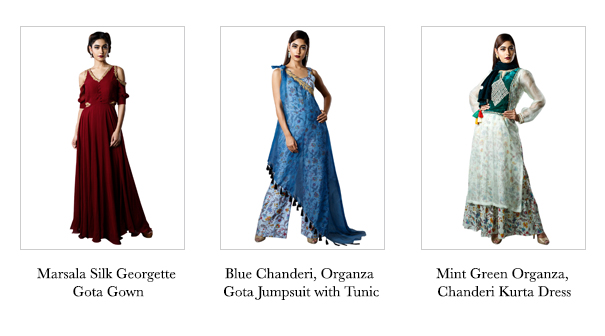 Marsala Silk Georgette
Gota Gown
Blue Chanderi, Organza
Gota Jumpsuit with Tunic
Mint Green Organza,
Chanderi Kurta Dress